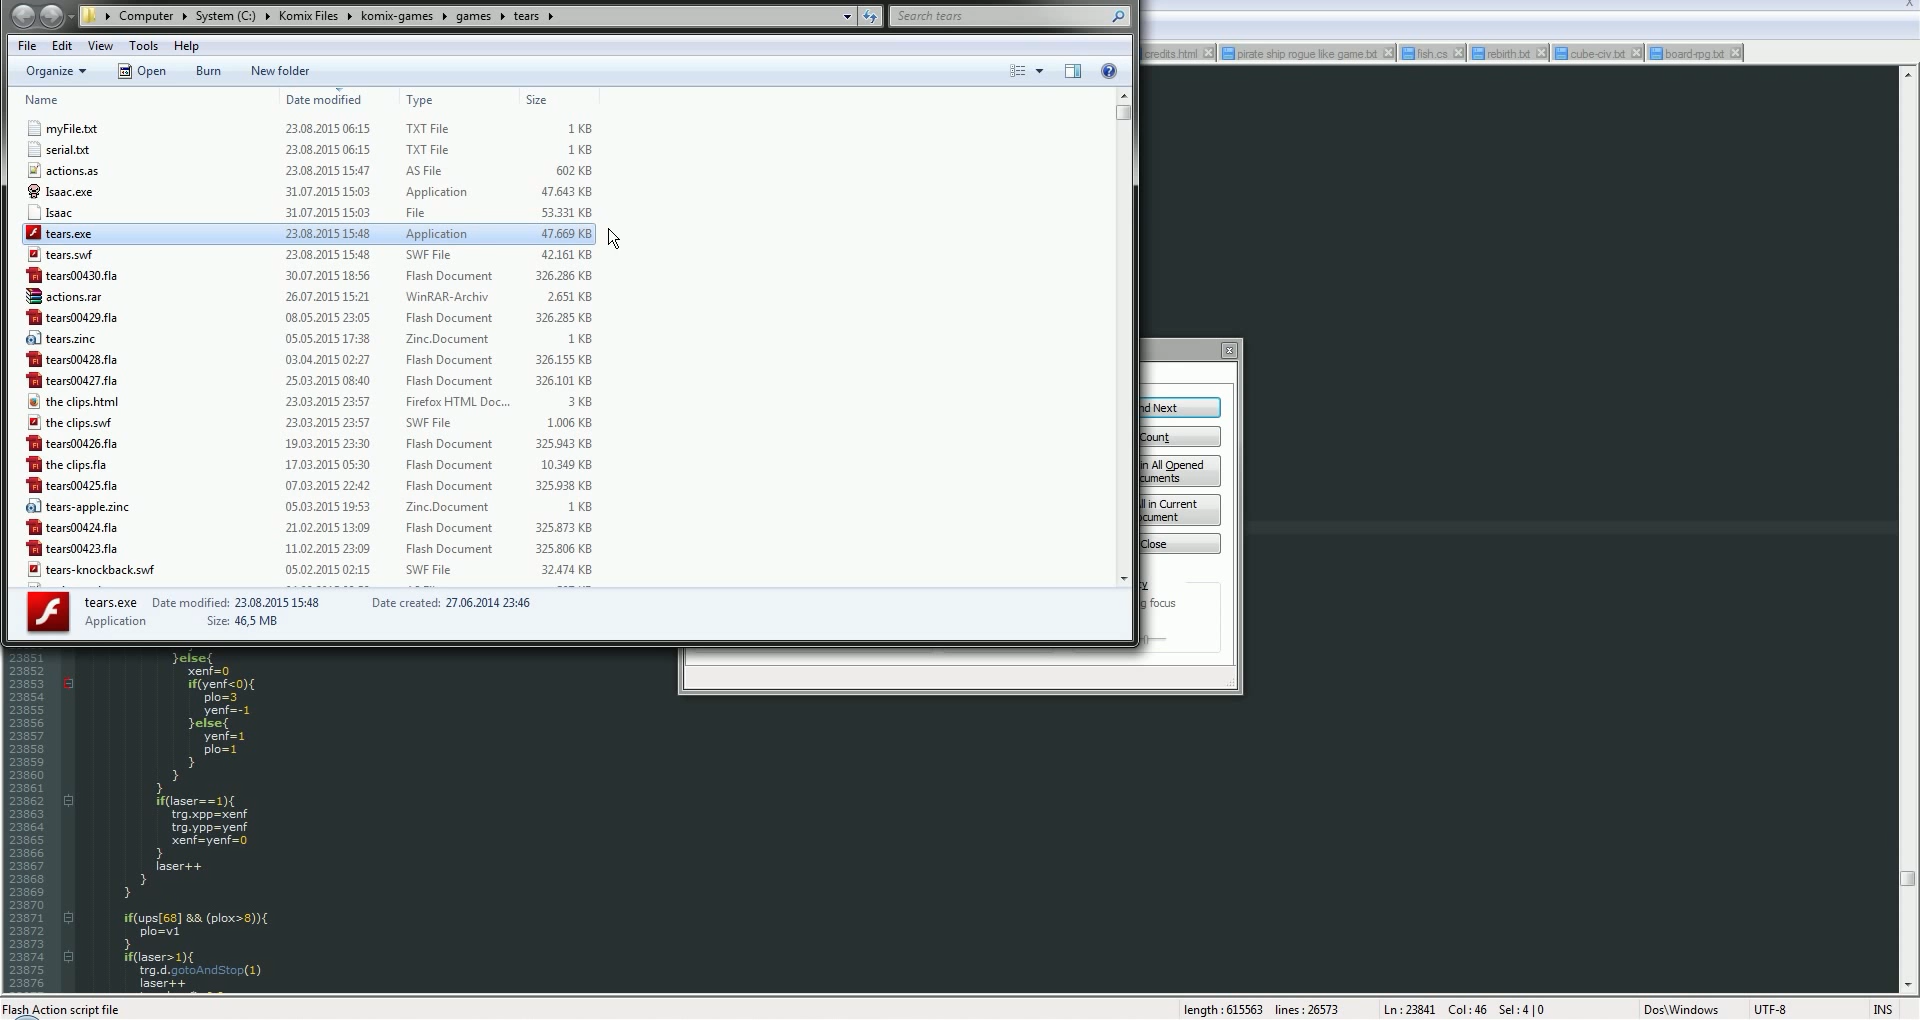 Computer System (C:) Komix Files komix-games games tears
Search tears
File Edit View Tools Help
credits.html pirate ship rogue like game.txt fish.cs rebirth.txt cube-civ.txt board-rpg.txt
Organize Open Burn New folder
Name Date modified Type Size
myFile.txt 23.08.2015 06:15 TXT File 1 KB
serial.txt 23.08.2015 06:15 TXT File 1 KB
actions.as 23.08.2015 15:47 AS File 602 KB
Isaac.exe 31.07.2015 15:03 Application 47.643 KB
Isaac 31.07.2015 15:03 File 53.331 KB
tears.exe 23.08.2015 15:48 Application 47.669 KB
tears.swf 23.08.2015 15:48 SWF File 42.161 KB
tears00430.fla 30.07.2015 18:56 Flash Document 326.286 KB
actions.rar 26.07.2015 15:21 WinRAR-Archiv 2.651 KB
tears00429.fla 08.05.2015 23:05 Flash Document 326.285 KB
tears.zinc 05.05.2015 17:38 Zinc.Document 1 KB
tears00428.fla 03.04.2015 02:27 Flash Document 326.155 KB
tears00427.fla 25.03.2015 08:40 Flash Document 326.101 KB
the clips.html 23.03.2015 23:57 Firefox HTML Doc... 3 KB
the clips.swf 23.03.2015 23:57 SWF File 1.006 KB
tears00426.fla 19.03.2015 23:30 Flash Document 325.943 KB
the clips.fla 17.03.2015 05:30 Flash Document 10.349 KB
tears00425.fla 07.03.2015 22:42 Flash Document 325.938 KB
tears-apple.zinc 05.03.2015 19:53 Zinc.Document 1 KB
tears00424.fla 21.02.2015 13:09 Flash Document 325.873 KB
tears00423.fla 11.02.2015 23:09 Flash Document 325.806 KB
tears-knockback.swf 05.02.2015 02:15 SWF File 32.474 KB
tears.exe Date modified: 23.08.2015 15:48 Date created: 27.06.2014 23:46
Application Size: 46,5 MB
nd Next
Count
in All Opened
cuments
ll in Current
ocument
Close
ty
g focus
23851 }else{
23852 xenf=0
23853 if(yenf<0){
23854 plo=3
23855 yenf=-1
23856 }else{
23857 yenf=1
23858 plo=1
23859 }
23860 }
23861 }
23862 if(laser==1){
23863 trg.xpp=xenf
23864 trg.ypp=yenf
23865 xenf=yenf=0
23866 }
23867 laser++
23868 }
23869 }
23870
23871 if(ups[68] && (plox>8)){
23872 plo=v1
23873 }
23874 if(laser>1){
23875 trg.d.gotoAndStop(1)
23876 laser++
Flash Action script file length : 615563 lines : 26573 Ln : 23841 Col : 46 Sel : 4 | 0 Dos\Windows UTF-8 INS